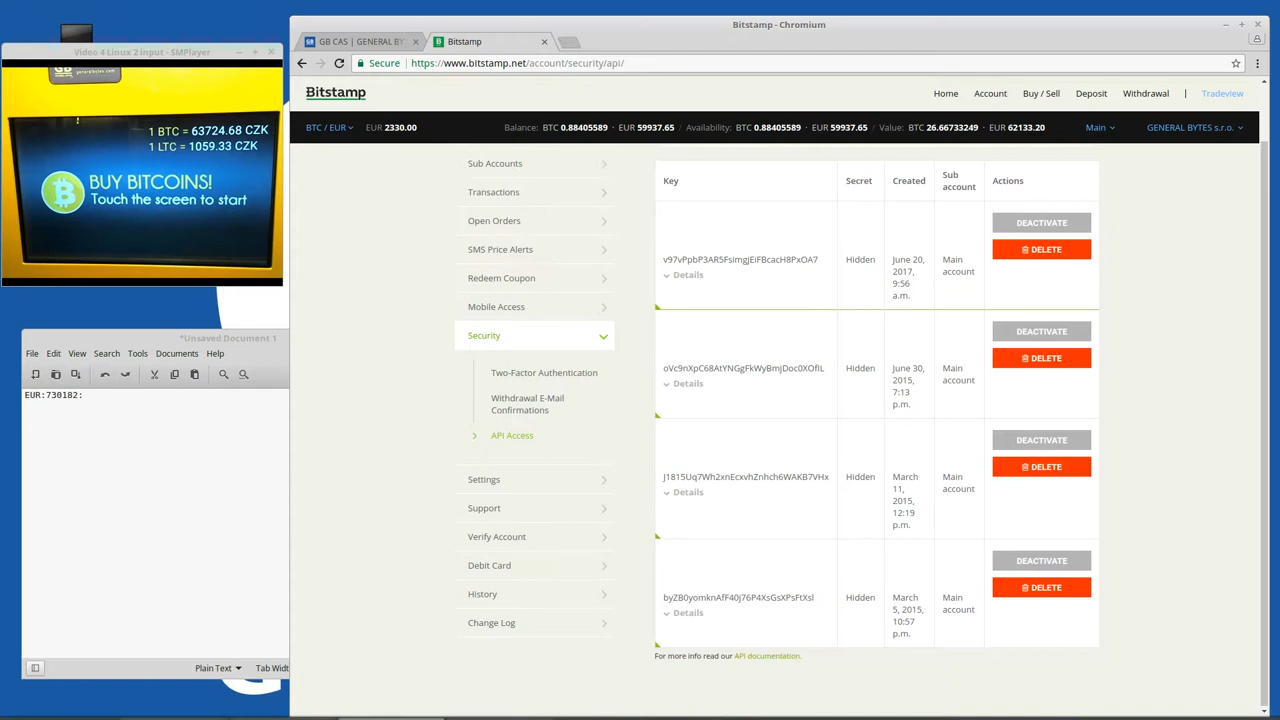 Bitstamp - Chromium
GB CAS | GENERAL BY
Bitstamp
Secure
https://www.bitstamp.net/account/security/api/
Video 4 Linux 2 input - SMPlayer
GB
generalbytes.com
1 BTC = 63724.68 CZK
1 LTC = 1059.33 CZK
BUY BITCOINS!
Touch the screen to start
*Unsaved Document 1
File Edit View Search Tools Documents Help
EUR:730182:
Plain Text
Tab Widt
Bitstamp
Home Account Buy / Sell Deposit Withdrawal | Tradeview
BTC / EUR EUR 2330.00 Balance: BTC 0.88405589 · EUR 59937.65 / Availability: BTC 0.88405589 · EUR 59937.65 / Value: BTC 26.66733249 · EUR 62133.20 Main GENERAL BYTES s.r.o.
Sub Accounts
Transactions
Open Orders
SMS Price Alerts
Redeem Coupon
Mobile Access
Security
Two-Factor Authentication
Withdrawal E-Mail
Confirmations
API Access
Settings
Support
Verify Account
Debit Card
History
Change Log
Key Secret Created Sub account Actions
v97vPpbP3AR5FsimgjEiFBcacH8PxOA7
Details
Hidden
June 20,
2017,
9:56
a.m.
Main
account
DEACTIVATE
DELETE
oVc9nXpC68AtYNGgFkWyBmjDoc0XOfIL
Details
Hidden
June 30,
2015,
7:13
p.m.
Main
account
DEACTIVATE
DELETE
J1815Uq7Wh2xnEcxvhZnhch6WAKB7VHx
Details
Hidden
March
11,
2015,
12:19
p.m.
Main
account
DEACTIVATE
DELETE
byZB0yomknAfF40j76P4XsGsXPsFtXsl
Details
Hidden
March
5, 2015,
10:57
p.m.
Main
account
DEACTIVATE
DELETE
For more info read our API documentation.